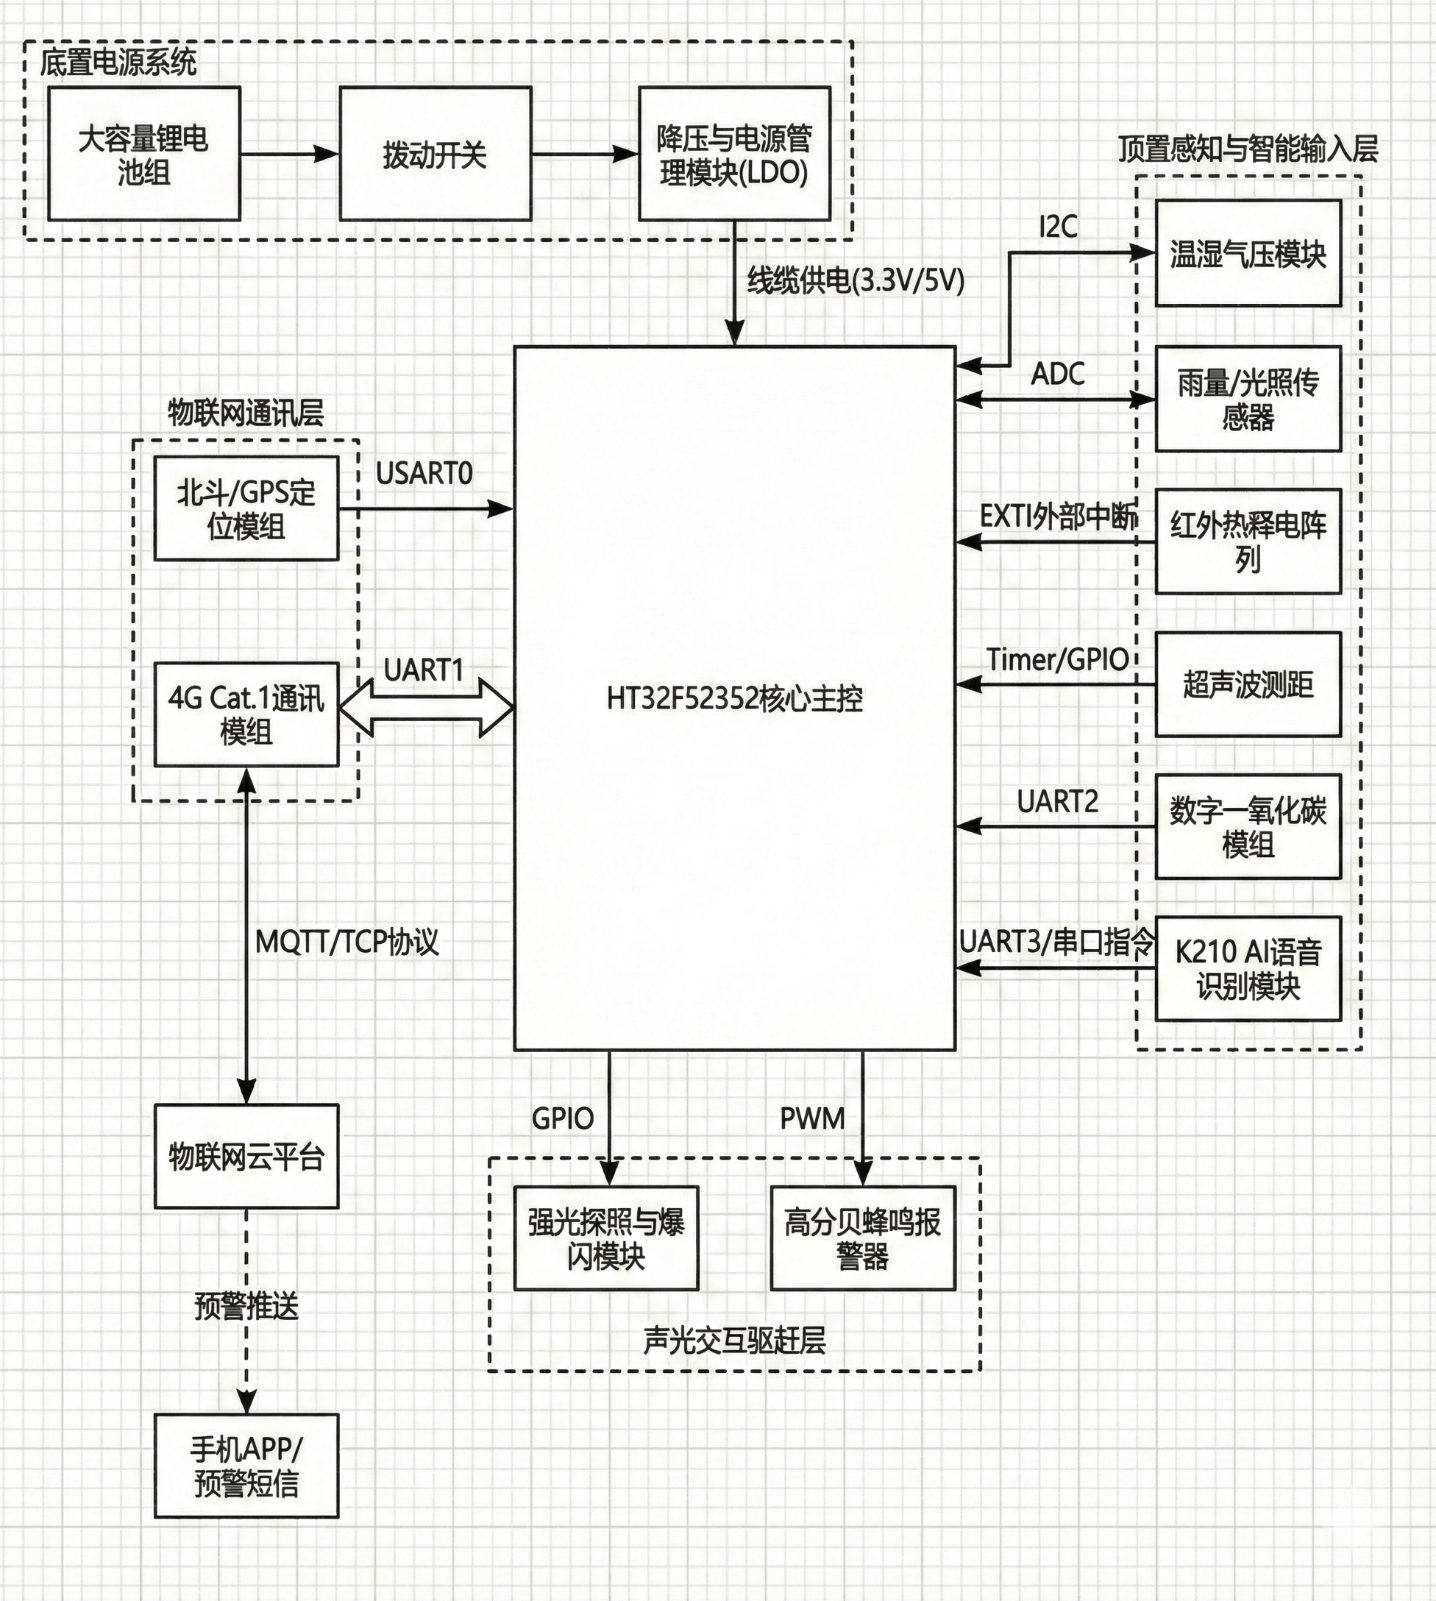 底置电源系统
大容量锂电
池组
拨动开关
降压与电源管
理模块(LDO)
线缆供电(3.3V/5V)
顶置感知与智能输入层
I2C
温湿气压模块
ADC
雨量/光照传
感器
EXTI外部中断
红外热释电阵
列
Timer/GPIO
超声波测距
UART2
数字一氧化碳
模组
UART3/串口指令
K210 AI语音
识别模块
物联网通讯层
北斗/GPS定
位模组
USART0
4G Cat.1通讯
模组
UART1
HT32F52352核心主控
MQTT/TCP协议
物联网云平台
预警推送
手机APP/
预警短信
GPIO
PWM
强光探照与爆
闪模块
高分贝蜂鸣报
警器
声光交互驱赶层